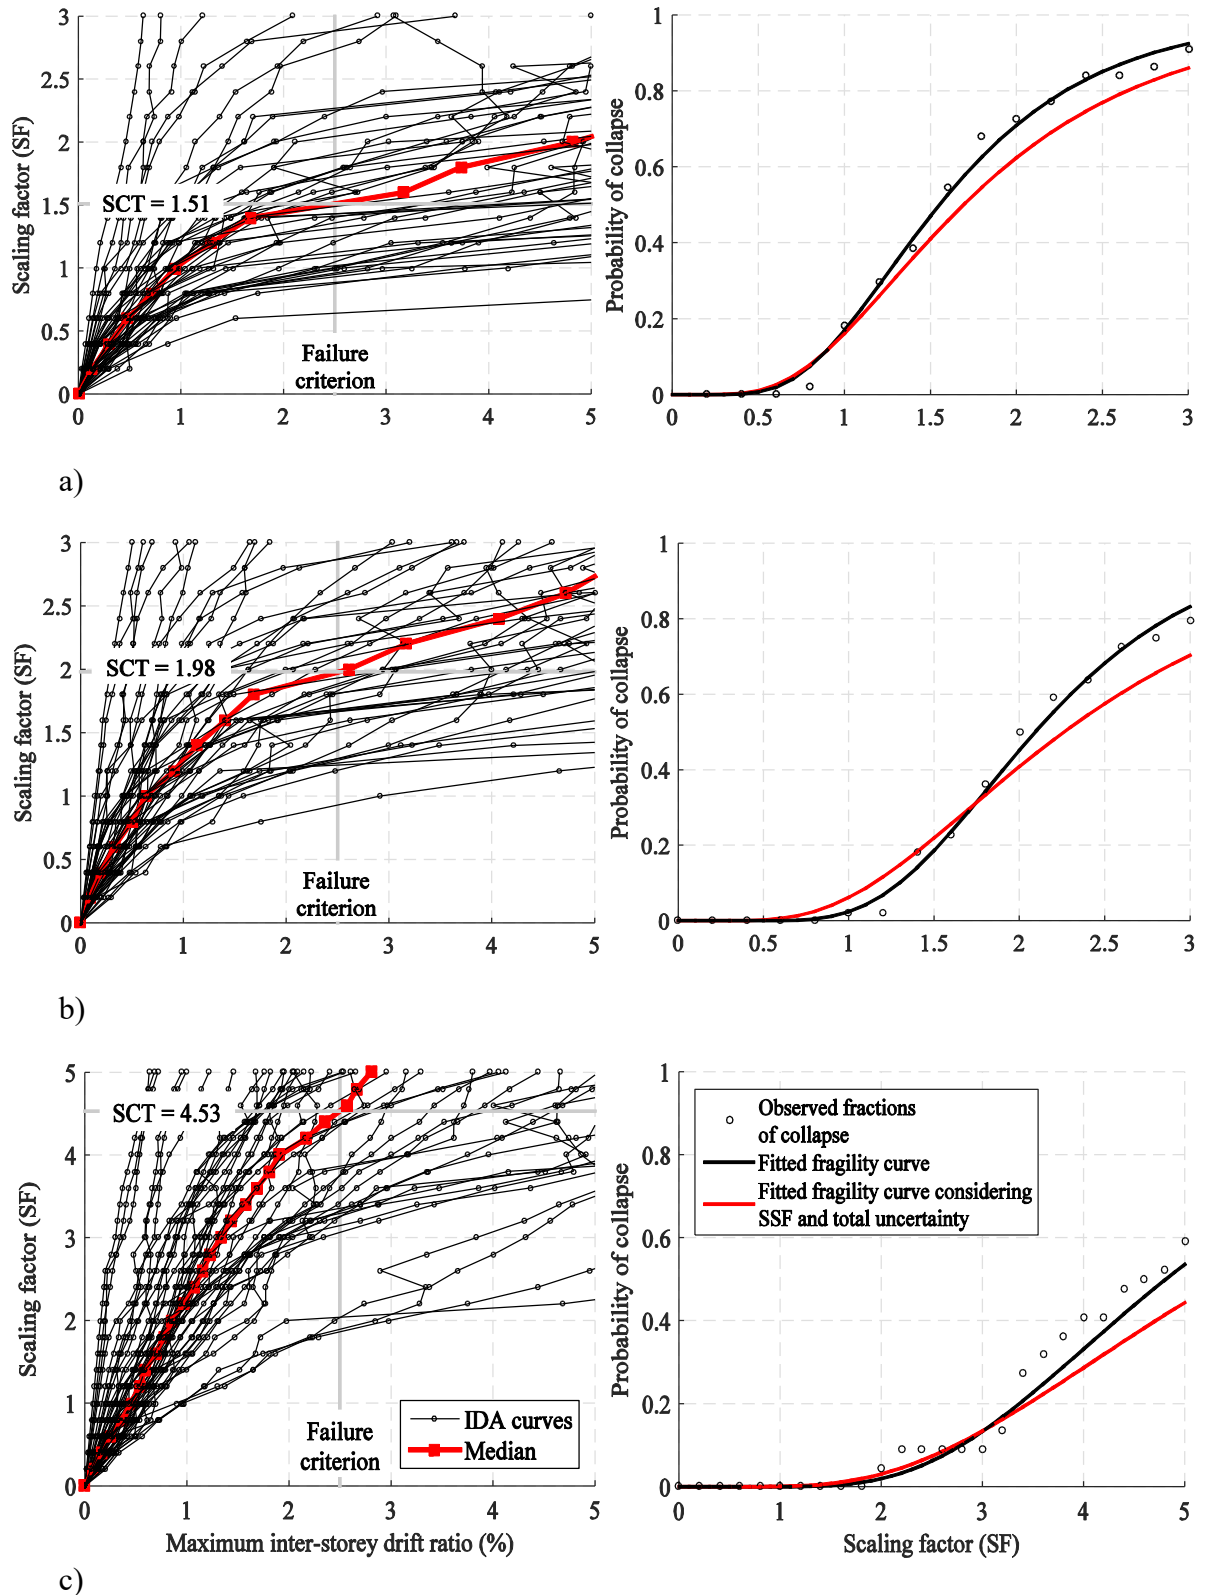 3
2.5
2
1.5
1
0.5
0
Scaling factor (SF)
SCT = 1.51
Failure
criterion
0 1 2 3 4 5
1
0.8
0.6
0.4
0.2
0
Probability of collapse
0 0.5 1 1.5 2 2.5 3
a)
3
2.5
2
1.5
1
0.5
0
Scaling factor (SF)
SCT = 1.98
Failure
criterion
0 1 2 3 4 5
1
0.8
0.6
0.4
0.2
0
Probability of collapse
0 0.5 1 1.5 2 2.5 3
b)
5
4
3
2
1
0
Scaling factor (SF)
SCT = 4.53
Failure
criterion
IDA curves
Median
0 1 2 3 4 5
Maximum inter-storey drift ratio (%)
1
0.8
0.6
0.4
0.2
0
Probability of collapse
Observed fractions
of collapse
Fitted fragility curve
Fitted fragility curve considering
SSF and total uncertainty
0 1 2 3 4 5
Scaling factor (SF)
c)